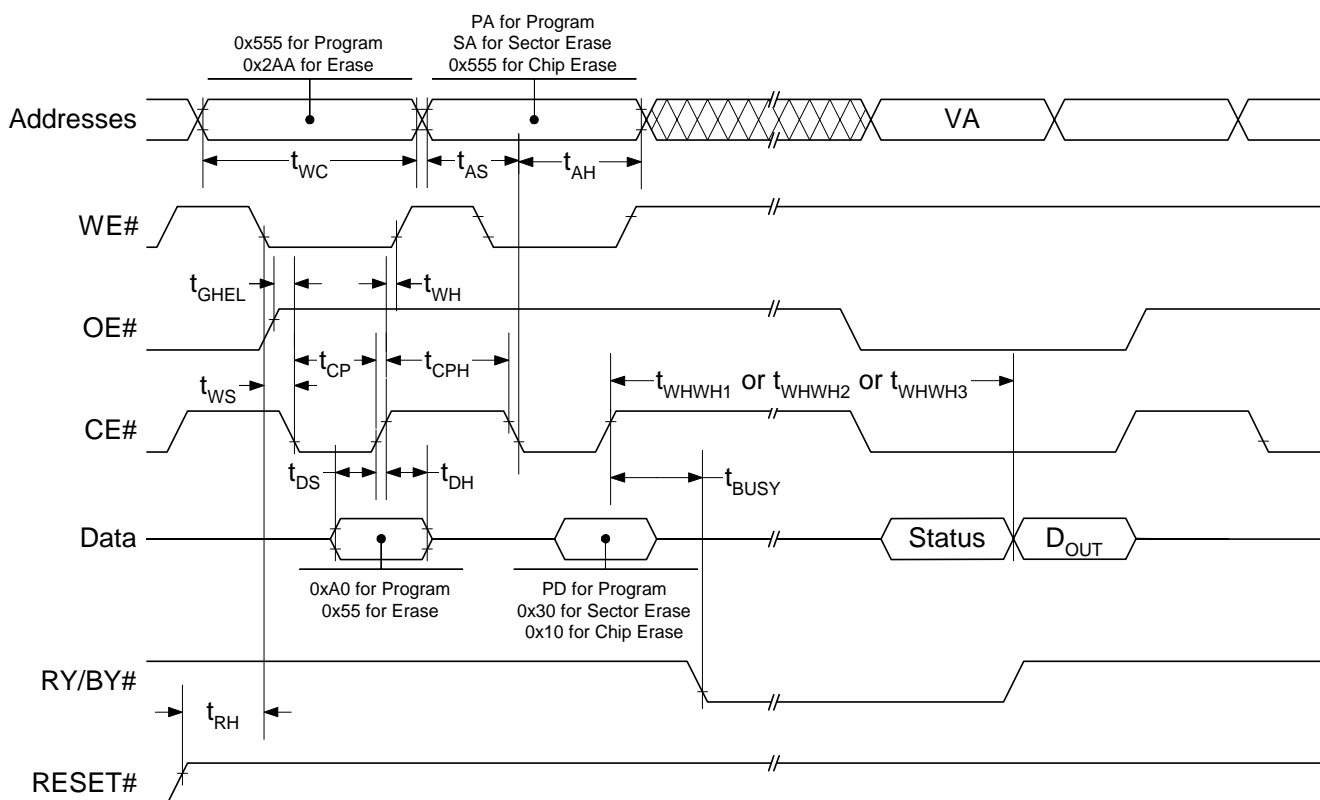 0x555 for Program
0x2AA for Erase
PA for Program
SA for Sector Erase
0x555 for Chip Erase
Addresses
VA
tWC
tAS
tAH
WE#
tGHEL
tWH
OE#
tCP
tCPH
tWS
tWHWH1 or tWHWH2 or tWHWH3
CE#
tDS
tDH
tBUSY
Data
Status
DOUT
0xA0 for Program
0x55 for Erase
PD for Program
0x30 for Sector Erase
0x10 for Chip Erase
RY/BY#
tRH
RESET#